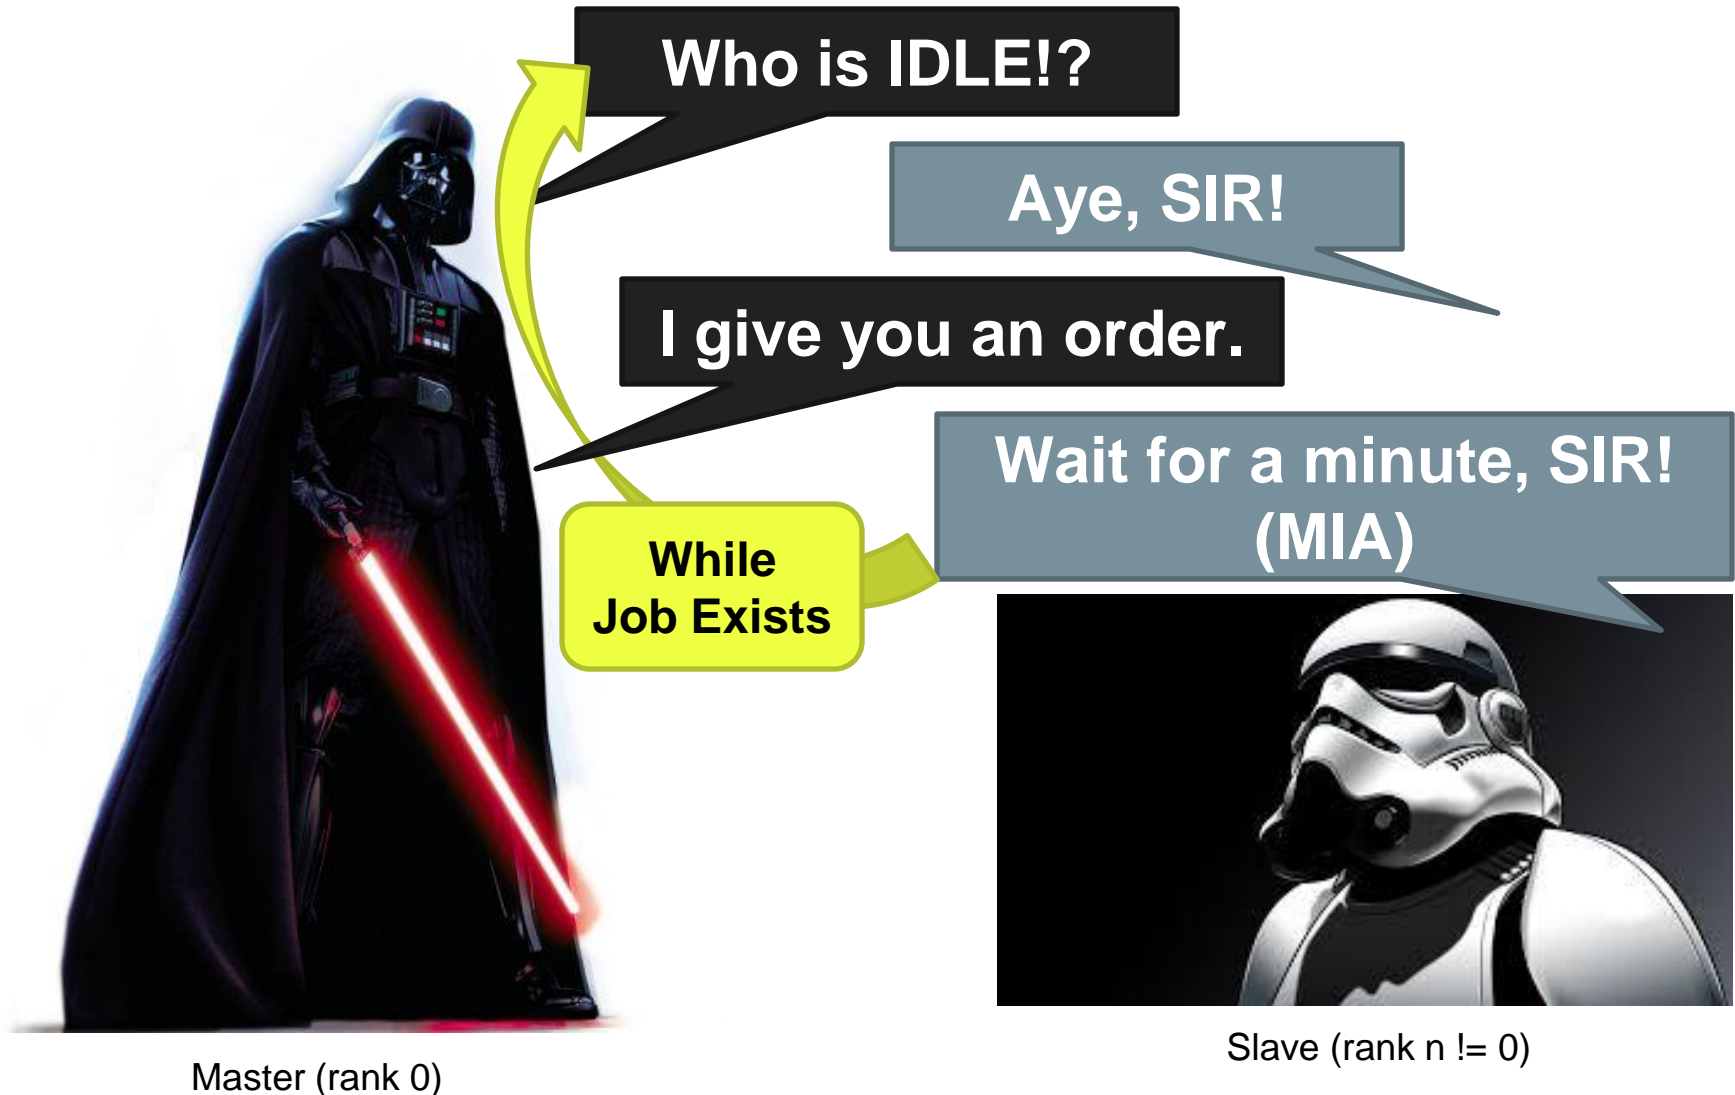 Who is IDLE!?
Aye, SIR!
I give you an order.
Wait for a minute, SIR!
(MIA)
While
Job Exists
Slave (rank n != 0)
Master (rank 0)